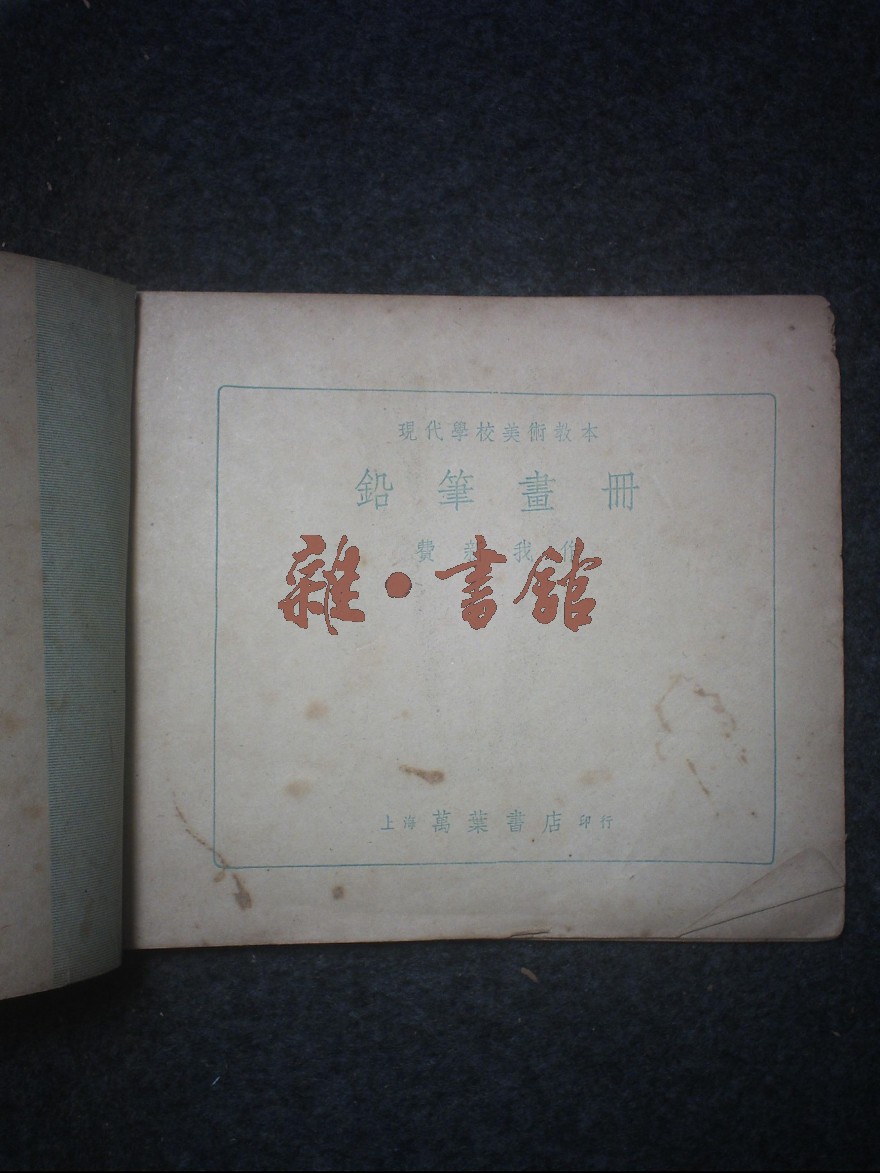 現代學校美術教本
鉛筆畫冊
費新我作
雜·書館
上海 萬葉書店 印行